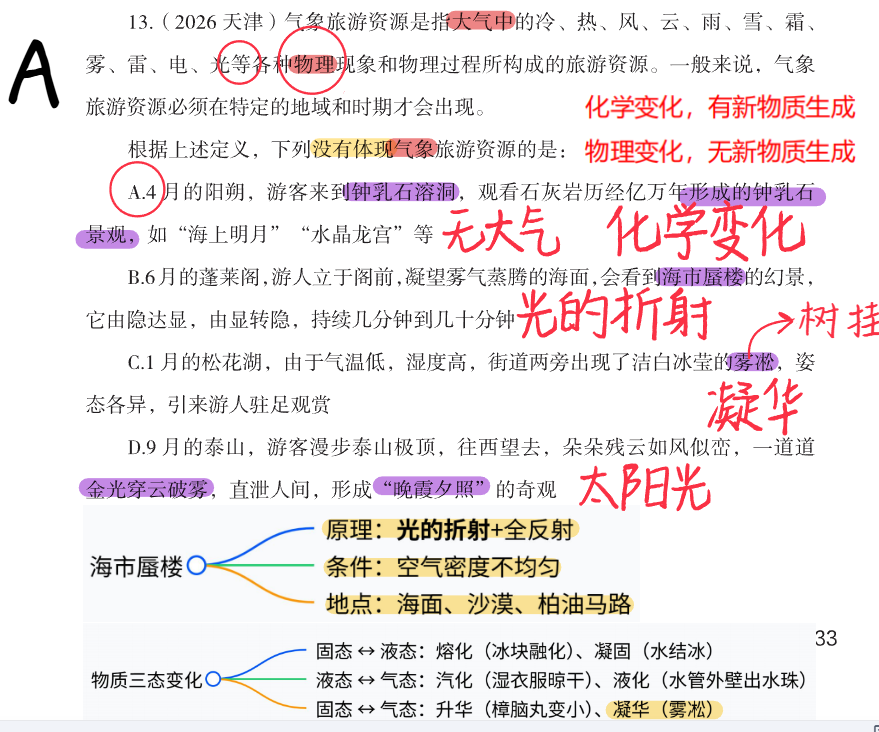 A
13.（2026 天津）气象旅游资源是指大气中的冷、热、风、云、雨、雪、霜、
雾、雷、电、光等各种物理现象和物理过程所构成的旅游资源。一般来说，气象
旅游资源必须在特定的地域和时期才会出现。
化学变化，有新物质生成
根据上述定义，下列没有体现气象旅游资源的是：
物理变化，无新物质生成
A.4 月的阳朔，游客来到钟乳石溶洞，观看石灰岩历经亿万年形成的钟乳石
景观，如“海上明月”“水晶龙宫”等
无大气 化学变化
B.6月的蓬莱阁,游人立于阁前,凝望雾气蒸腾的海面,会看到海市蜃楼的幻景，
它由隐达显，由显转隐，持续几分钟到几十分钟
光的折射
树挂
C.1 月的松花湖，由于气温低，湿度高，街道两旁出现了洁白冰莹的雾凇，姿
态各异，引来游人驻足观赏
凝华
D.9 月的泰山，游客漫步泰山极顶，往西望去，朵朵残云如风似峦，一道道
金光穿云破雾，直泄人间，形成“晚霞夕照”的奇观
太阳光
海市蜃楼
原理：光的折射+全反射
条件：空气密度不均匀
地点：海面、沙漠、柏油马路
33
物质三态变化
固态 ↔ 液态：熔化（冰块融化）、凝固（水结冰）
液态 ↔ 气态：汽化（湿衣服晾干）、液化（水管外壁出水珠）
固态 ↔ 气态：升华（樟脑丸变小）、凝华（雾凇）